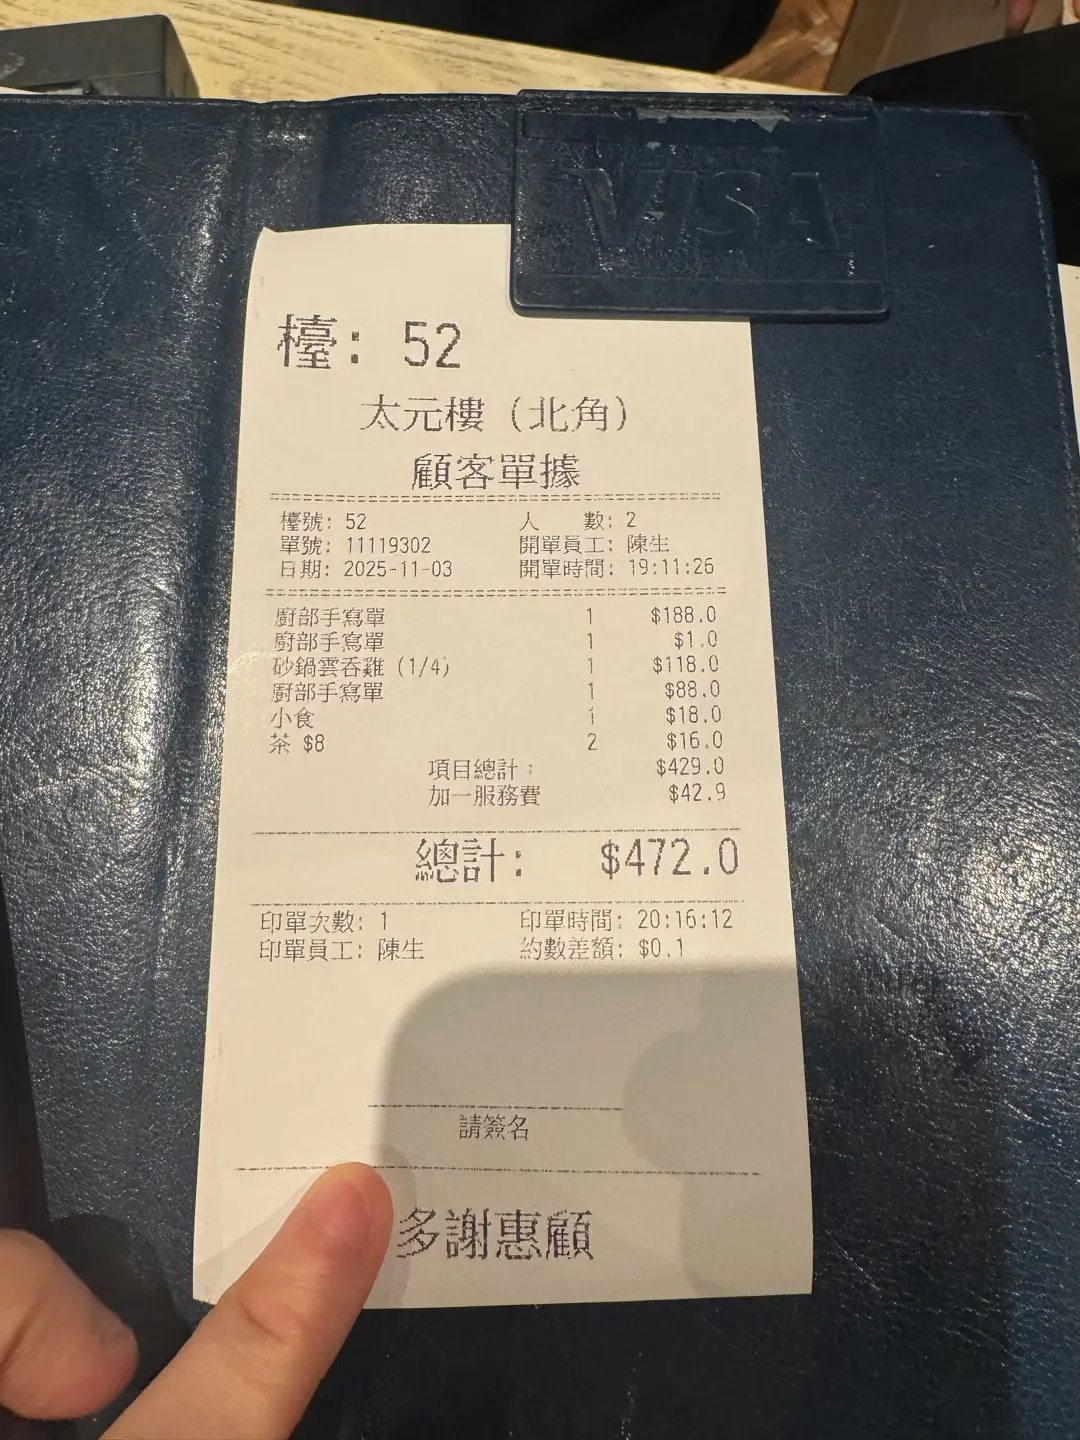 VISA
檯: 52
太元樓（北角）
顧客單據
檯號: 52 人 數: 2
單號: 11119302 開單員工: 陳生
日期: 2025-11-03 開單時間: 19:11:26
廚部手寫單 1 $188.0
廚部手寫單 1 $1.0
砂鍋雲吞雞 (1/4) 1 $118.0
廚部手寫單 1 $88.0
小食 1 $18.0
茶 $8 2 $16.0
項目總計: $429.0
加一服務費 $42.9
總計: $472.0
印單次數: 1 印單時間: 20:16:12
印單員工: 陳生 約數差額: $0.1
請簽名
多謝惠顧